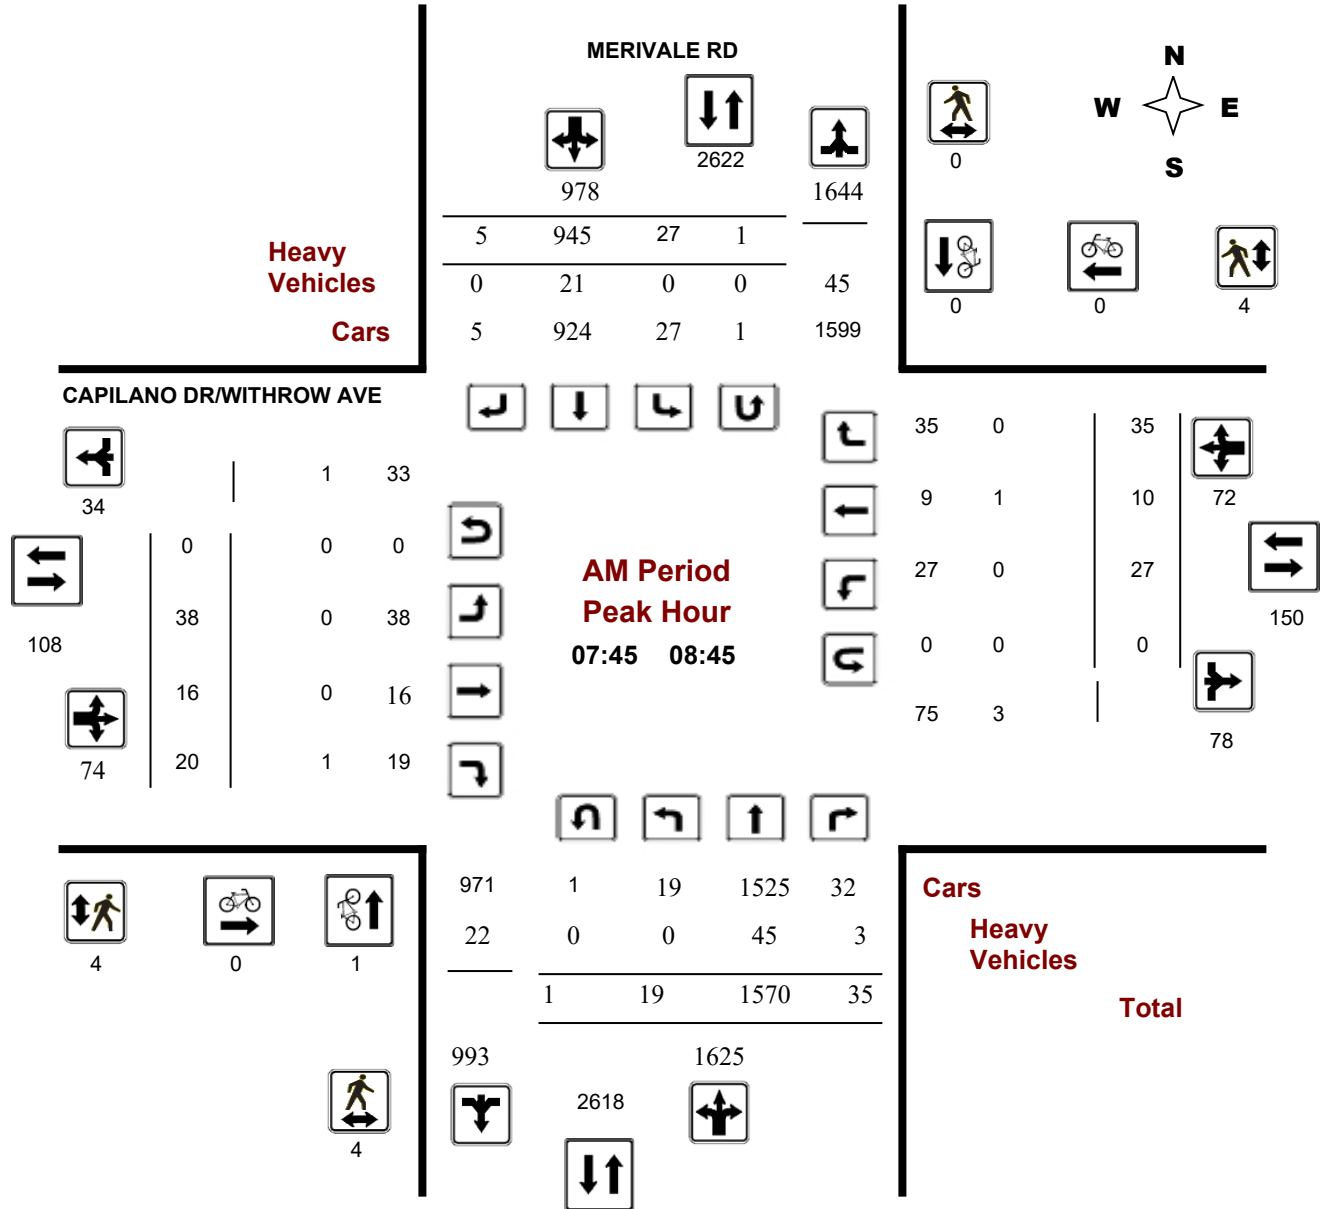 MERIVALE RD
N
W E
S
2622
0
978 1644
5 945 27 1
Heavy
Vehicles 0 21 0 0 45
0 0 4
Cars 5 924 27 1 1599
CAPILANO DR/WITHROW AVE
35 0 35
1 33
34
9 1 10 72
0 0 0
AM Period
27 0 27
Peak Hour
38 0 38
150
108
07:45 08:45
0 0 0
16 0 16
75 3
78
74 20 1 19
971 1 19 1525 32 Cars
22 0 0 45 3 Heavy
Vehicles
4 0 1
1 19 1570 35
Total
993 1625
2618
4